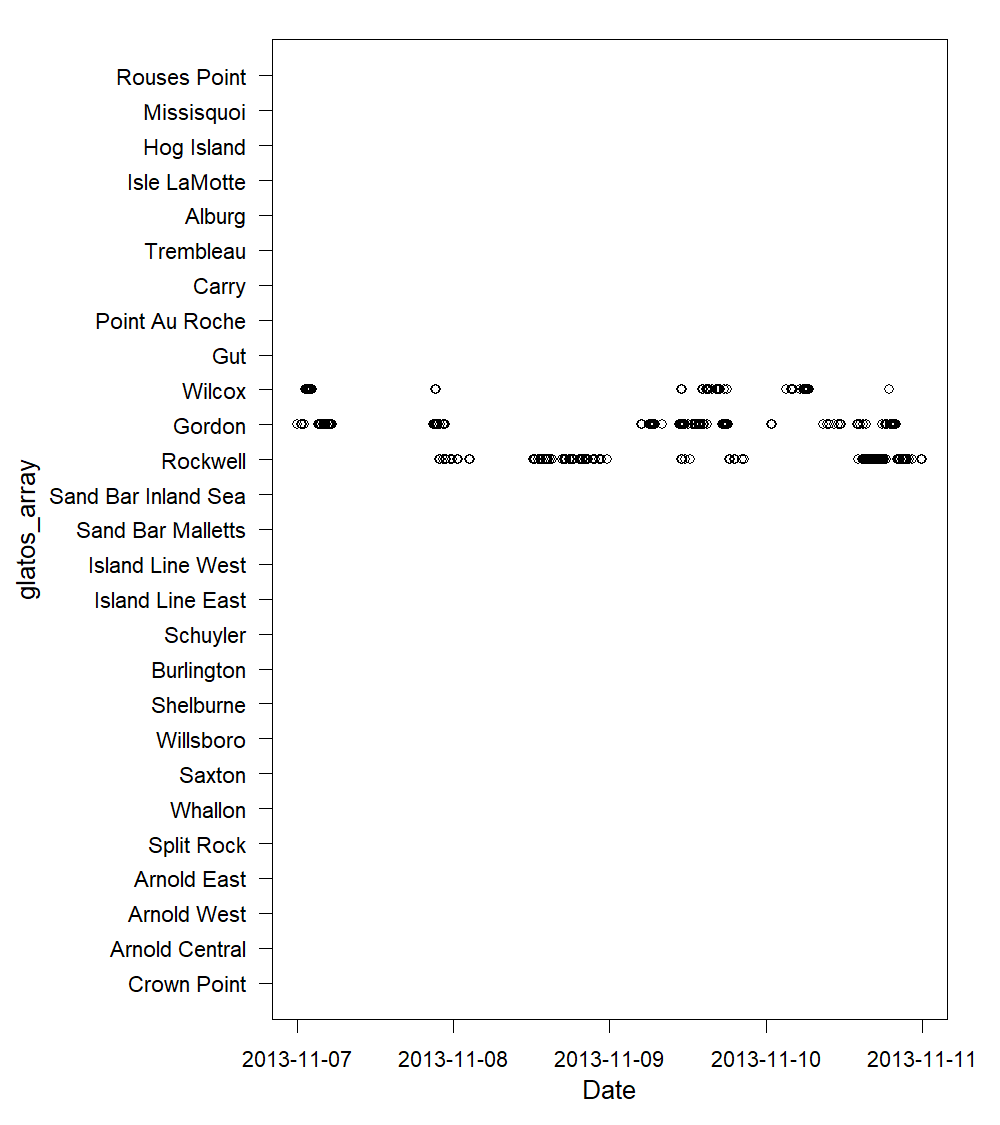 Rouses Point
Missisquoi
Hog Island
Isle LaMotte
Alburg
Trembleau
Carry
Point Au Roche
Gut
Wilcox
Gordon
Rockwell
Sand Bar Inland Sea
Sand Bar Malletts
Island Line West
Island Line East
Schuyler
Burlington
Shelburne
Willsboro
Saxton
Whallon
Split Rock
Arnold East
Arnold West
Arnold Central
Crown Point
glatos_array
2013-11-07 2013-11-08 2013-11-09 2013-11-10 2013-11-11
Date